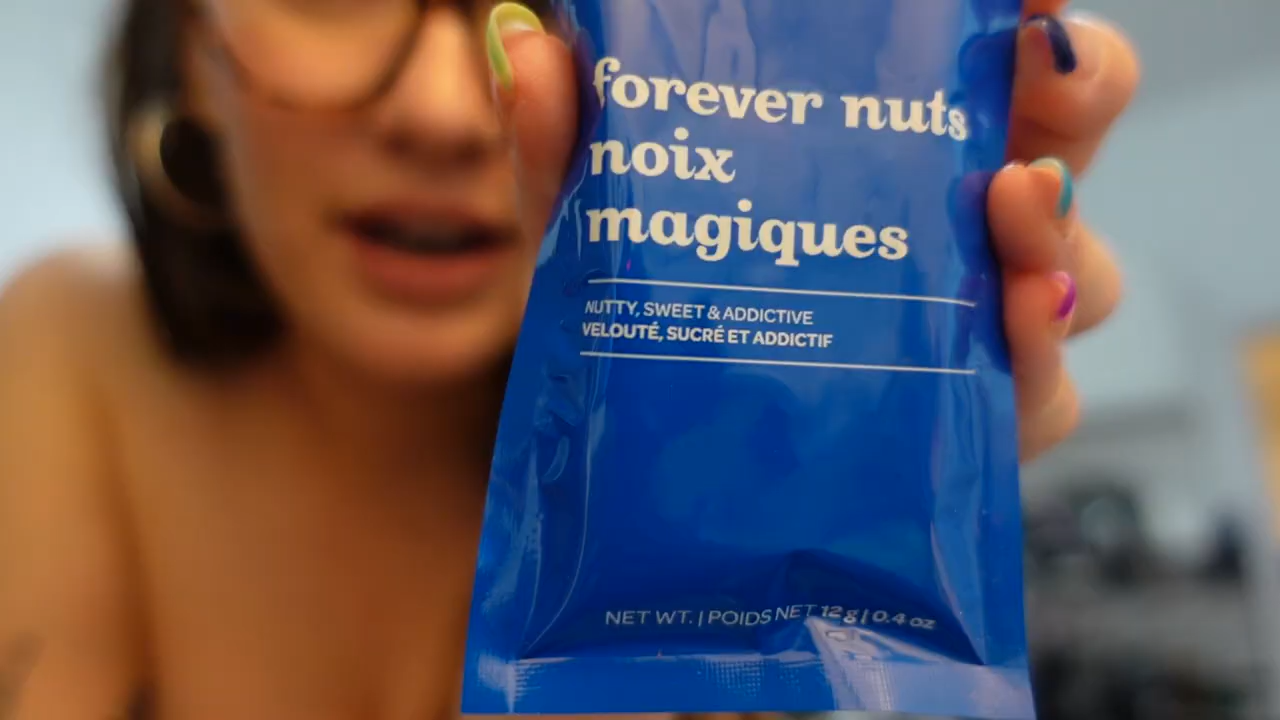 forever nuts
noix
magiques
NUTTY, SWEET & ADDICTIVE
VELOUTÉ, SUCRÉ ET ADDICTIF
NET WT. | POIDS NET 12 g | 0.4 oz